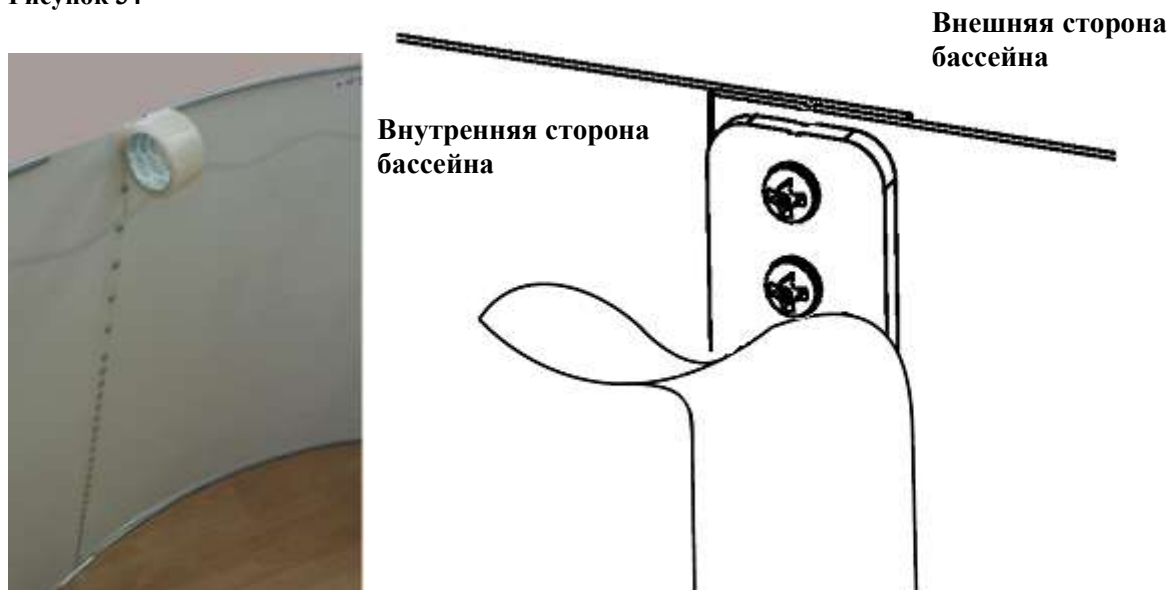 Внешняя сторона
бассейна
Внутренняя сторона
бассейна